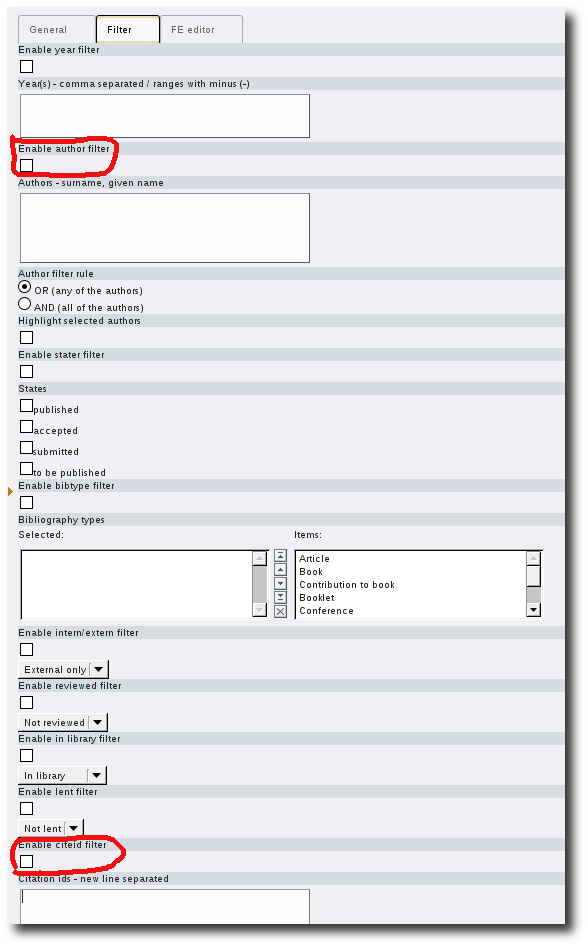 General Filter FE editor
Enable year filter
Year(s) - comma separated / ranges with minus (-)
Enable author filter
Authors - surname, given name
Author filter rule
OR (any of the authors)
AND (all of the authors)
Highlight selected authors
Enable stater filter
States
published
accepted
submitted
to be published
Enable bibtype filter
Bibliography types
Selected: Items:
Article
Book
Contribution to book
Booklet
Conference
Enable intern/extern filter
External only
Enable reviewed filter
Not reviewed
Enable in library filter
In library
Enable lent filter
Not lent
Enable citeid filter
Citation ids - new line separated